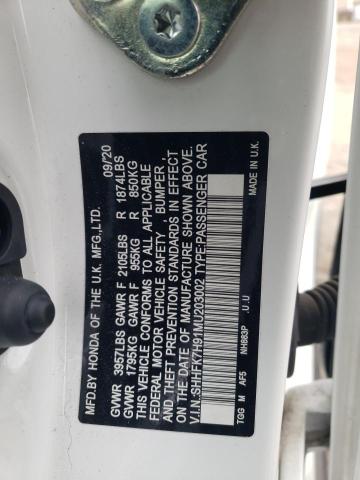 MFD.BY HONDA OF THE U.K. MFG.,LTD. 09/20
GVWR 3957LBS GAWR F 2105LBS R 1874LBS
GVWR 1795KG GAWR F 955KG R 850KG
THIS VEHICLE CONFORMS TO ALL APPLICABLE
FEDERAL MOTOR VEHICLE SAFETY , BUMPER ,
AND THEFT PREVENTION STANDARDS IN EFFECT
ON THE DATE OF MANUFACTURE SHOWN ABOVE
V.I.N.:SHHFK7H91MU203002 TYPE:PASSENGER CAR
TGG M AF5 NH883P .U U
MADE IN U.K.